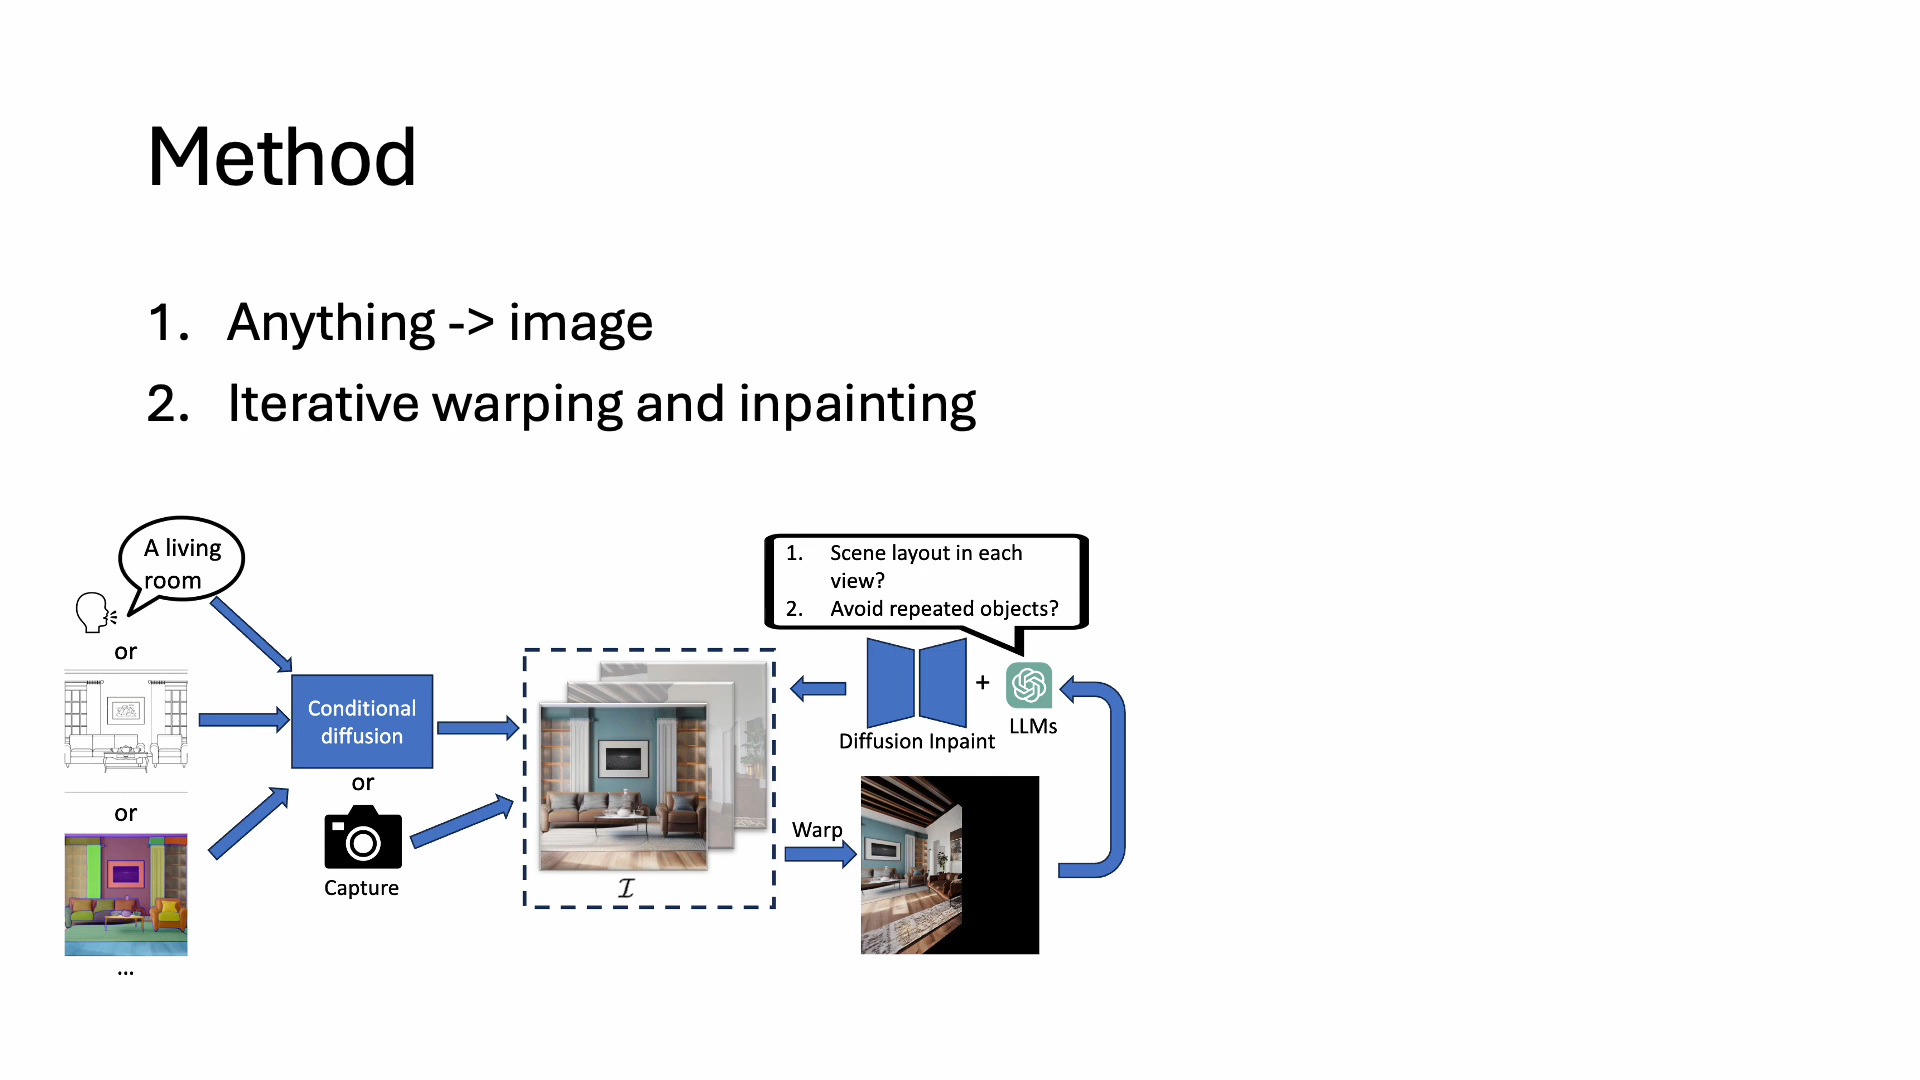 Method
1. Anything -> image
2. Iterative warping and inpainting
A living
room
or
or
...
Conditional
diffusion
or
Capture
I
1. Scene layout in each
view?
2. Avoid repeated objects?
+
LLMs
Diffusion Inpaint
Warp